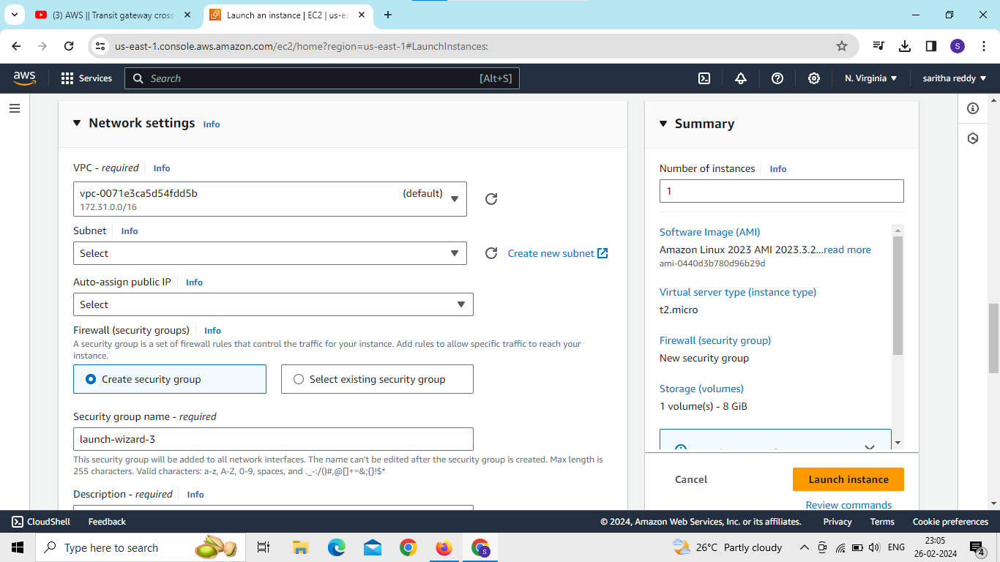 (3) AWS || Transit gateway cross
Launch an instance | EC2 | us-ea
us-east-1.console.aws.amazon.com/ec2/home?region=us-east-1#LaunchInstances:
S
aws
Services
Search
[Alt+S]
N. Virginia
saritha reddy
Network settings Info
VPC - required Info
vpc-0071e3ca5d54fdd5b (default)
172.31.0.0/16
Subnet Info
Select
Create new subnet
Auto-assign public IP Info
Select
Firewall (security groups) Info
A security group is a set of firewall rules that control the traffic for your instance. Add rules to allow specific traffic to reach your
instance.
Create security group
Select existing security group
Security group name - required
launch-wizard-3
This security group will be added to all network interfaces. The name can't be edited after the security group is created. Max length is
255 characters. Valid characters: a-z, A-Z, 0-9, spaces, and ._-:/()#,@[]+=&;{}!$*
Description - required Info
Summary
Number of instances Info
1
Software Image (AMI)
Amazon Linux 2023 AMI 2023.3.2...read more
ami-0440d3b780d96b29d
Virtual server type (instance type)
t2.micro
Firewall (security group)
New security group
Storage (volumes)
1 volume(s) - 8 GiB
Cancel
Launch instance
Review commands
CloudShell
Feedback
© 2024, Amazon Web Services, Inc. or its affiliates.
Privacy
Terms
Cookie preferences
Type here to search
S
26°C Partly cloudy
ENG
23:05
26-02-2024
4